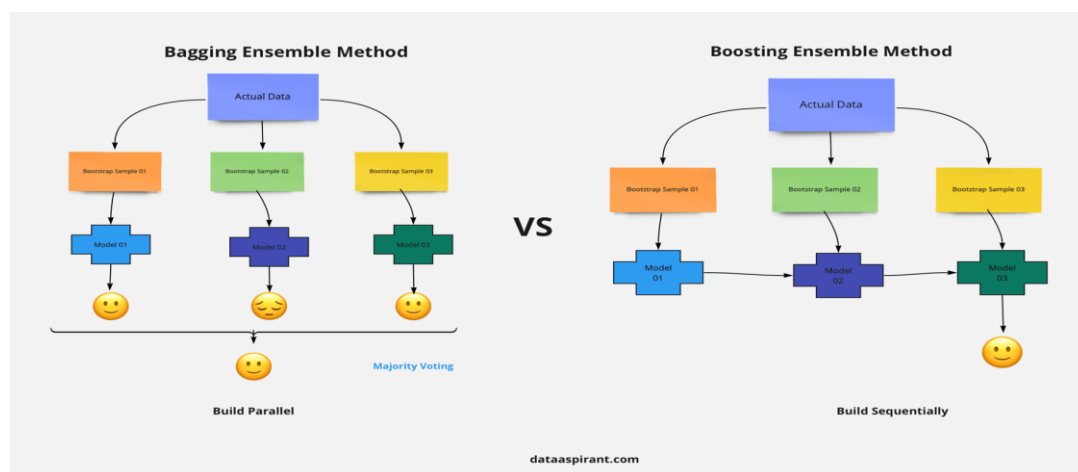 Bagging Ensemble Method
Actual Data
Bootstrap Sample 01
Bootstrap Sample 02
Bootstrap Sample 03
Model 01
Model 02
Model 03
Majority Voting
Build Parallel
VS
Boosting Ensemble Method
Actual Data
Bootstrap Sample 01
Bootstrap Sample 02
Bootstrap Sample 03
Model
01
Model
02
Model
03
Build Sequentially
dataaspirant.com